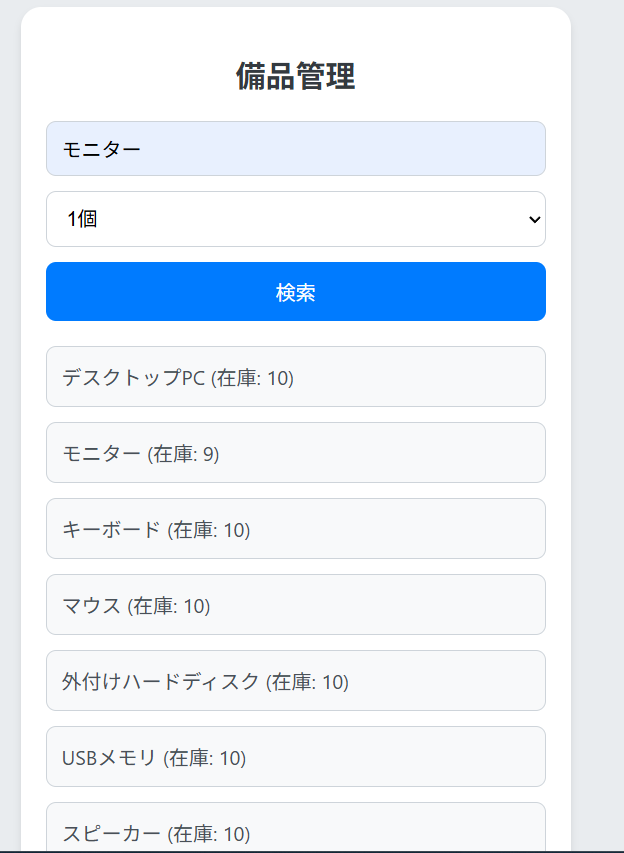 備品管理
モニター
1個
検索
デスクトップPC (在庫: 10)
モニター (在庫: 9)
キーボード (在庫: 10)
マウス (在庫: 10)
外付けハードディスク (在庫: 10)
USBメモリ (在庫: 10)
スピーカー (在庫: 10)